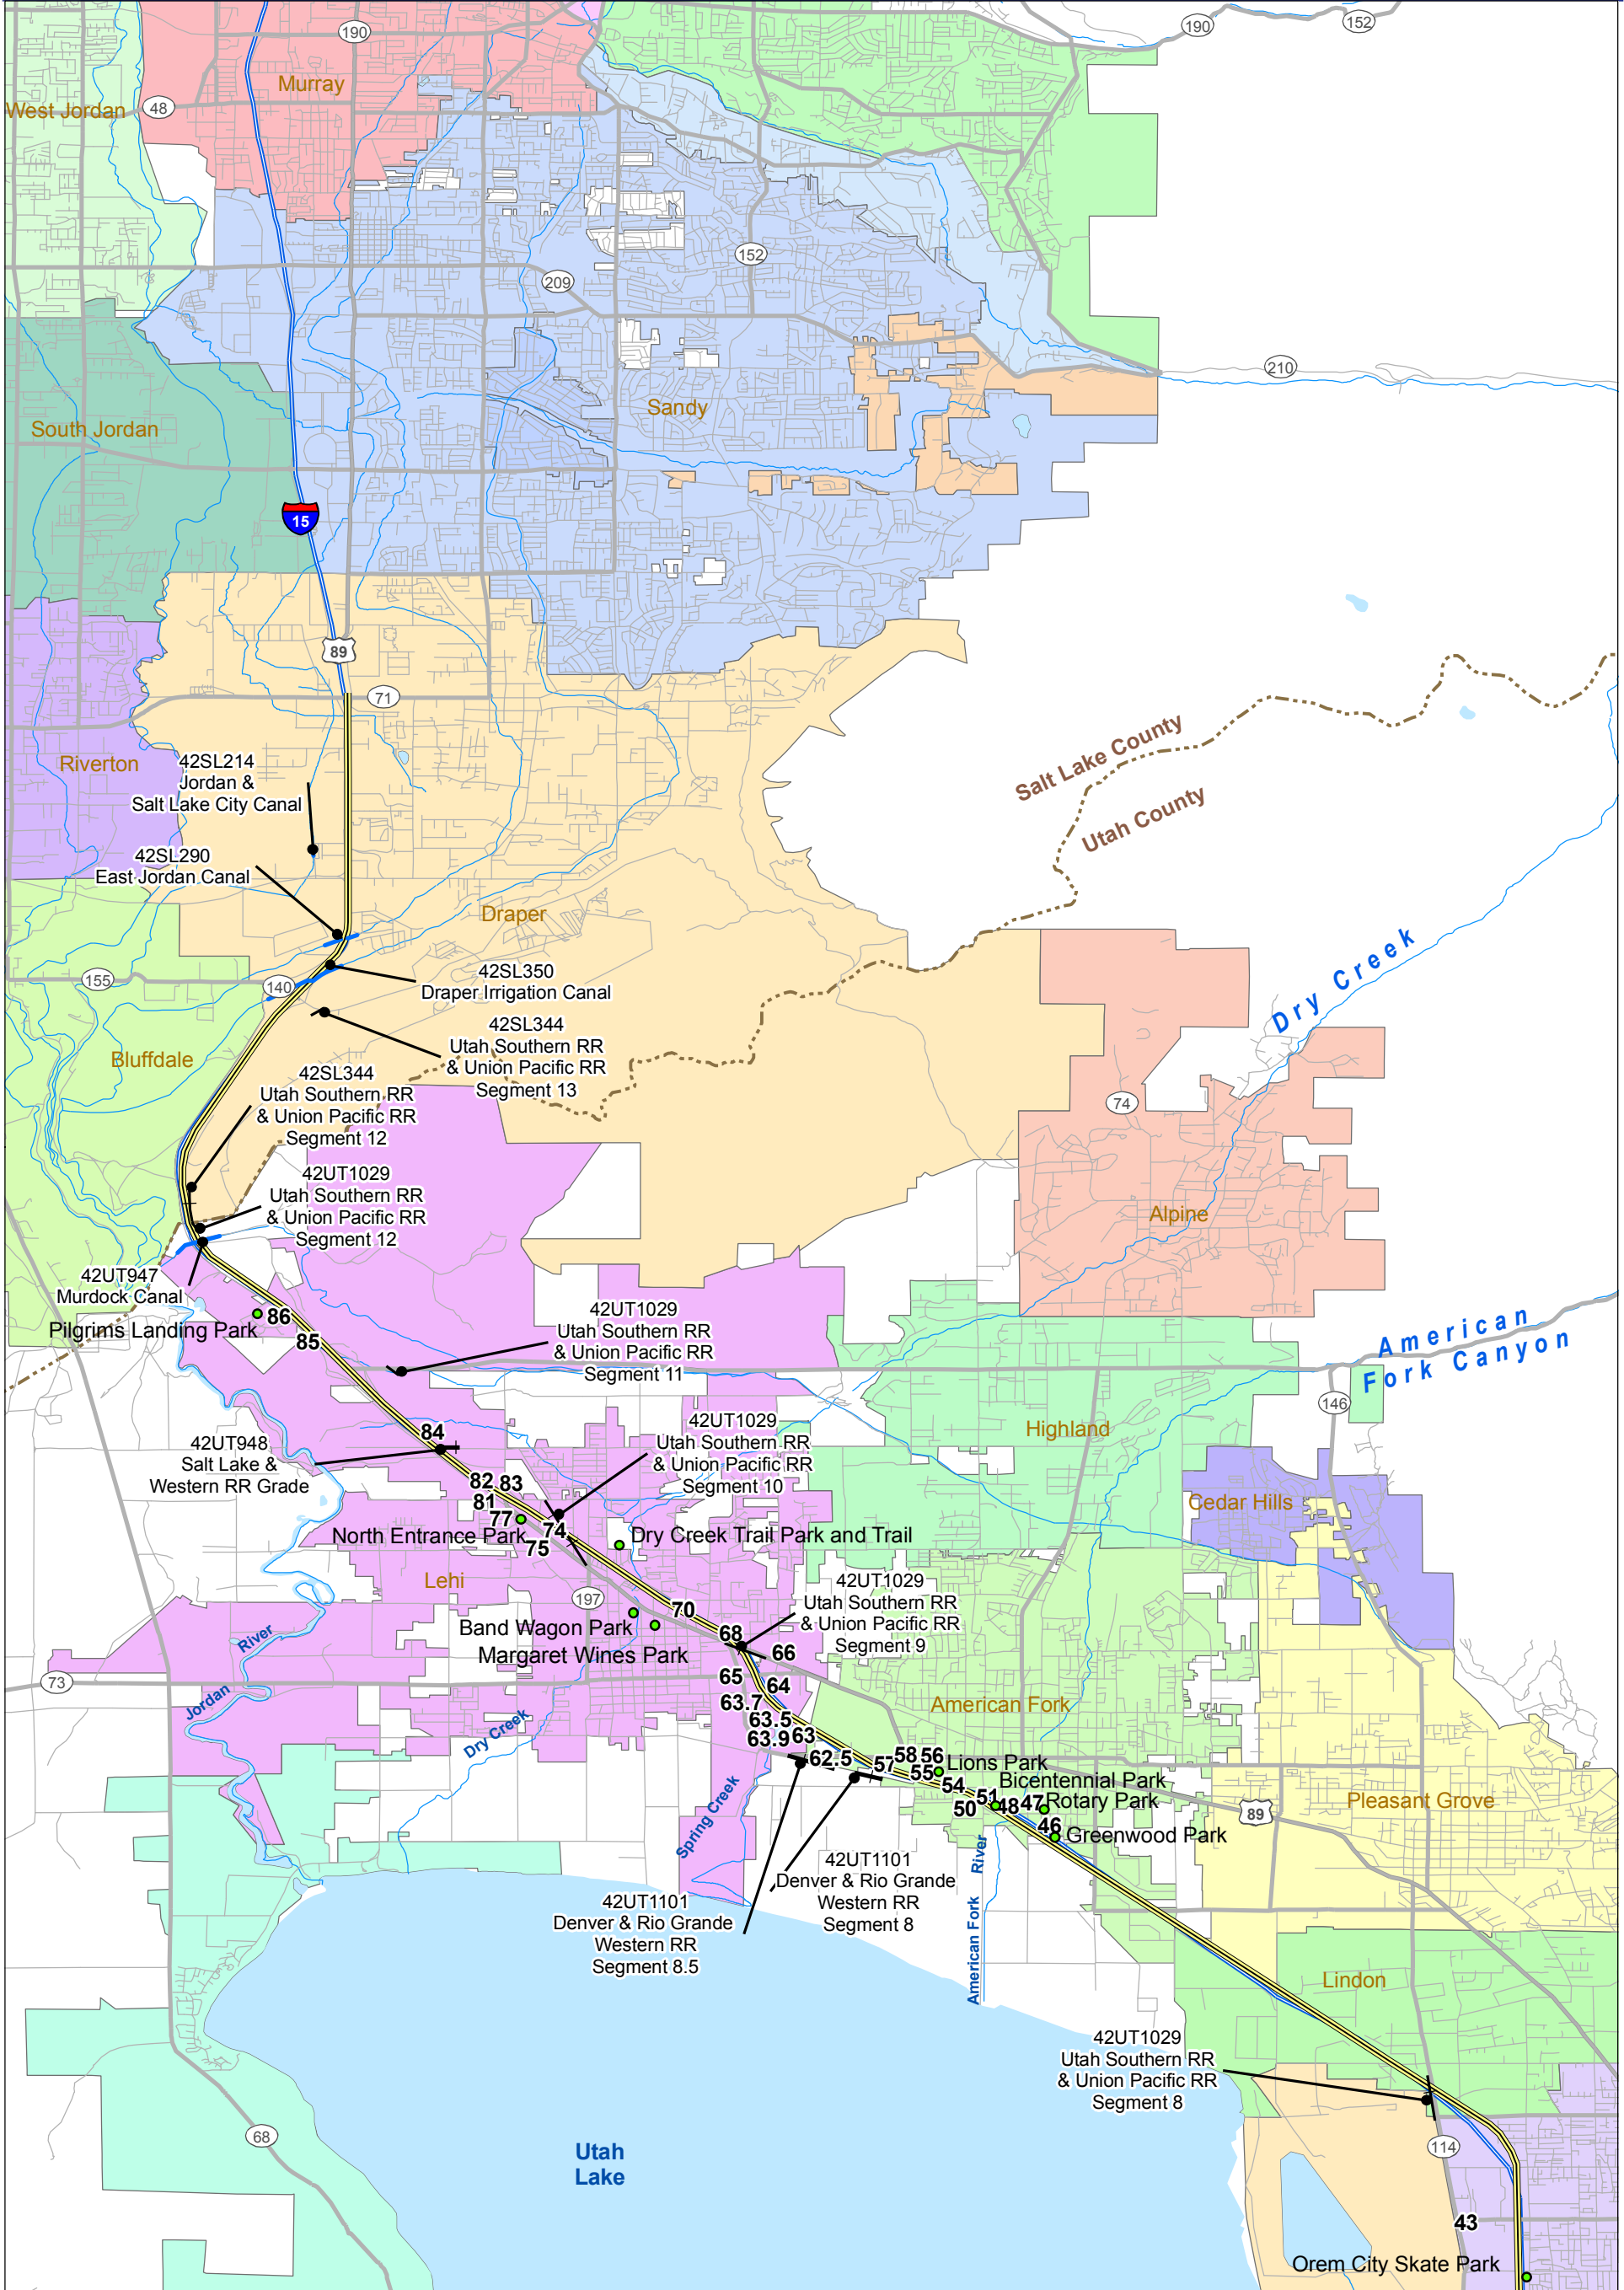 190
152
190
Murray
West Jordan
48
152
209
210
Sandy
South Jordan
15
89
71
Salt Lake County
Utah County
Riverton
42SL214
Jordan &
Salt Lake City Canal
42SL290
East Jordan Canal
Draper
Dry Creek
155
140
42SL350
Draper Irrigation Canal
42SL344
Utah Southern RR
& Union Pacific RR
Segment 13
Bluffdale
42SL344
Utah Southern RR
& Union Pacific RR
Segment 12
74
42UT1029
Utah Southern RR
& Union Pacific RR
Segment 12
Alpine
42UT947
Murdock Canal
86
Pilgrims Landing Park
85
42UT1029
Utah Southern RR
& Union Pacific RR
Segment 11
American
Fork Canyon
146
Highland
84
42UT948
Salt Lake &
Western RR Grade
42UT1029
Utah Southern RR
& Union Pacific RR
Segment 10
82 83
81
77
74
75
North Entrance Park
Dry Creek Trail Park and Trail
Cedar Hills
Lehi
197
42UT1029
Utah Southern RR
& Union Pacific RR
Segment 9
70
Band Wagon Park
Margaret Wines Park
68
66
River
Jordan
73
65
64
63.7
63.5
63.9
63
62.5
American Fork
Dry Creek
Spring Creek
57
58
56
55
Lions Park
54
Bicentennial Park
51
50
48
47
Rotary Park
46
Greenwood Park
89
Pleasant Grove
American Fork River
42UT1101
Denver & Rio Grande
Western RR
Segment 8
42UT1101
Denver & Rio Grande
Western RR
Segment 8.5
Lindon
42UT1029
Utah Southern RR
& Union Pacific RR
Segment 8
68
Utah
Lake
114
43
Orem City Skate Park